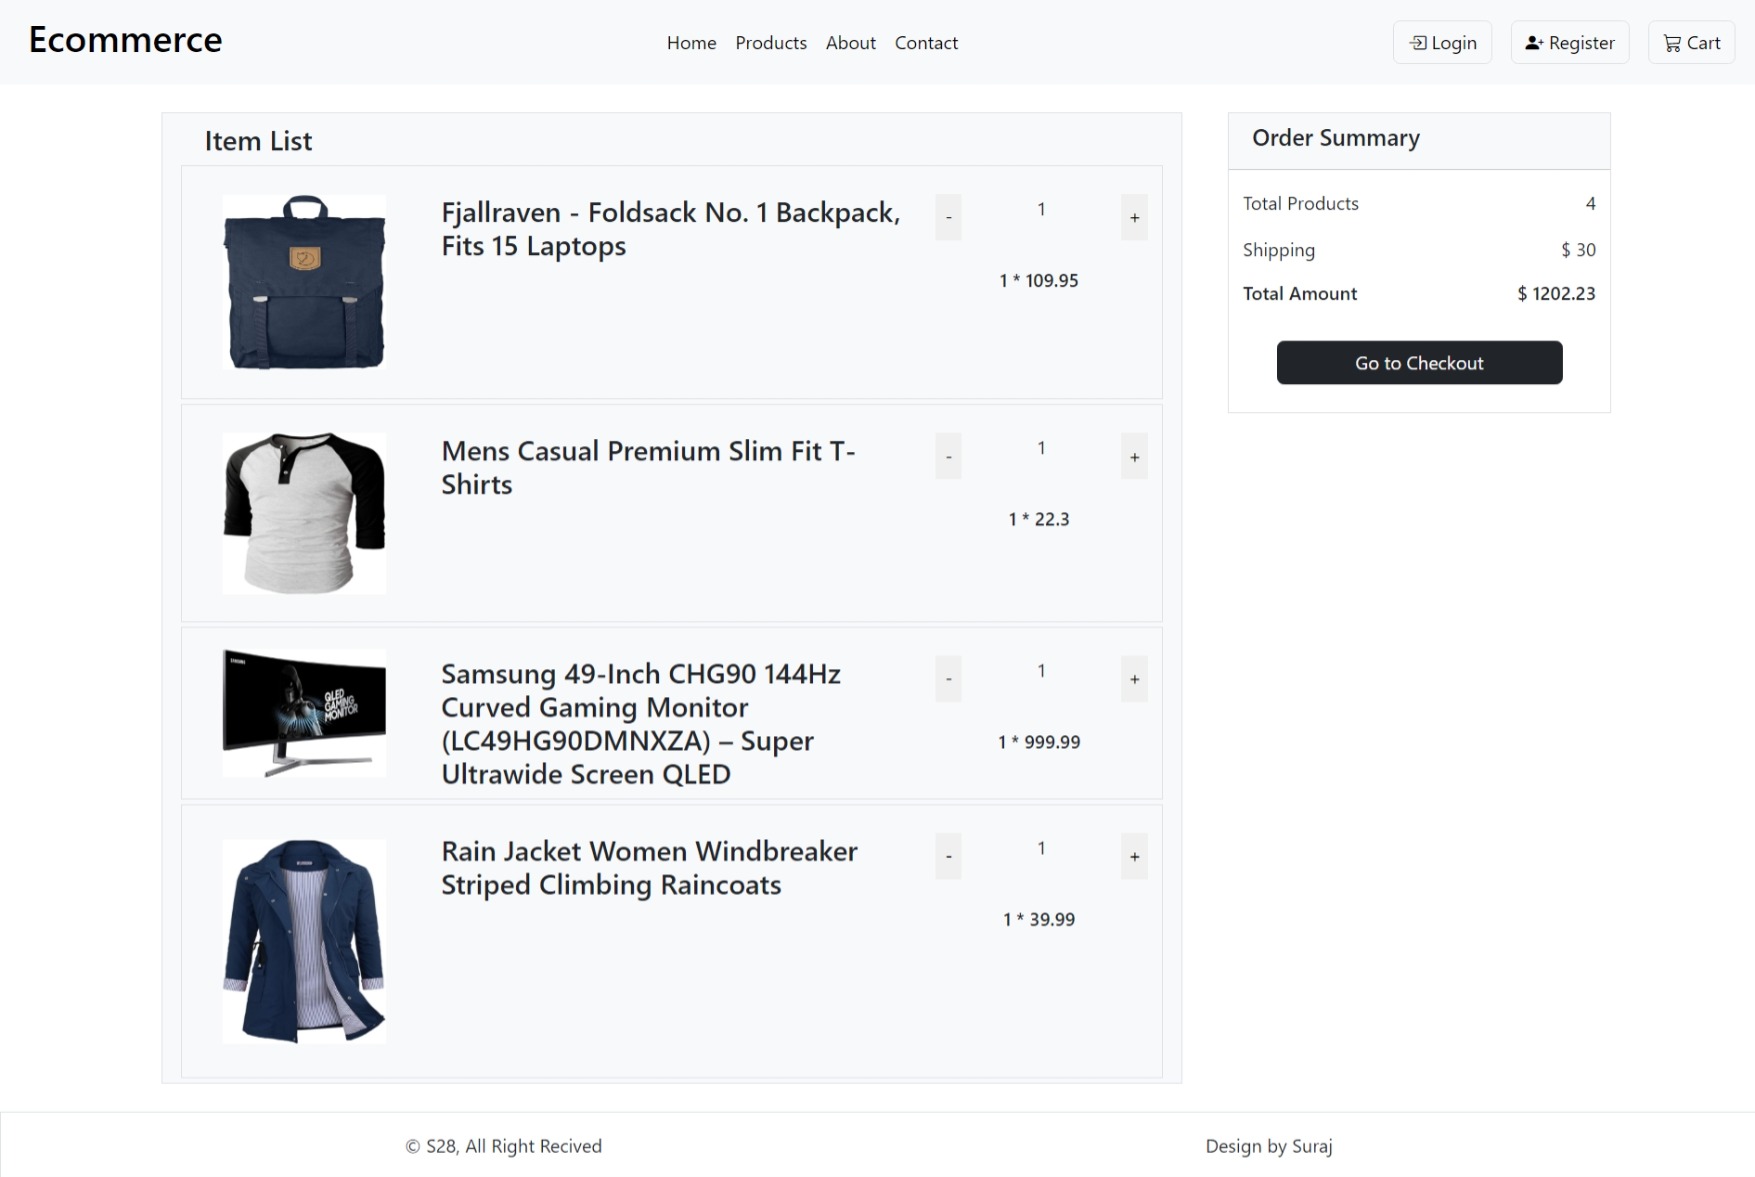 Ecommerce
Home Products About Contact
Login Register Cart
Item List
Fjallraven - Foldsack No. 1 Backpack,
Fits 15 Laptops
- 1 +
1 * 109.95
Mens Casual Premium Slim Fit T-
Shirts
- 1 +
1 * 22.3
SAMSUNG
QLED
GAMING
MONITOR
Samsung 49-Inch CHG90 144Hz
Curved Gaming Monitor
(LC49HG90DMNXZA) – Super
Ultrawide Screen QLED
- 1 +
1 * 999.99
Rain Jacket Women Windbreaker
Striped Climbing Raincoats
- 1 +
1 * 39.99
Order Summary
Total Products 4
Shipping $ 30
Total Amount $ 1202.23
Go to Checkout
© S28, All Right Recived
Design by Suraj